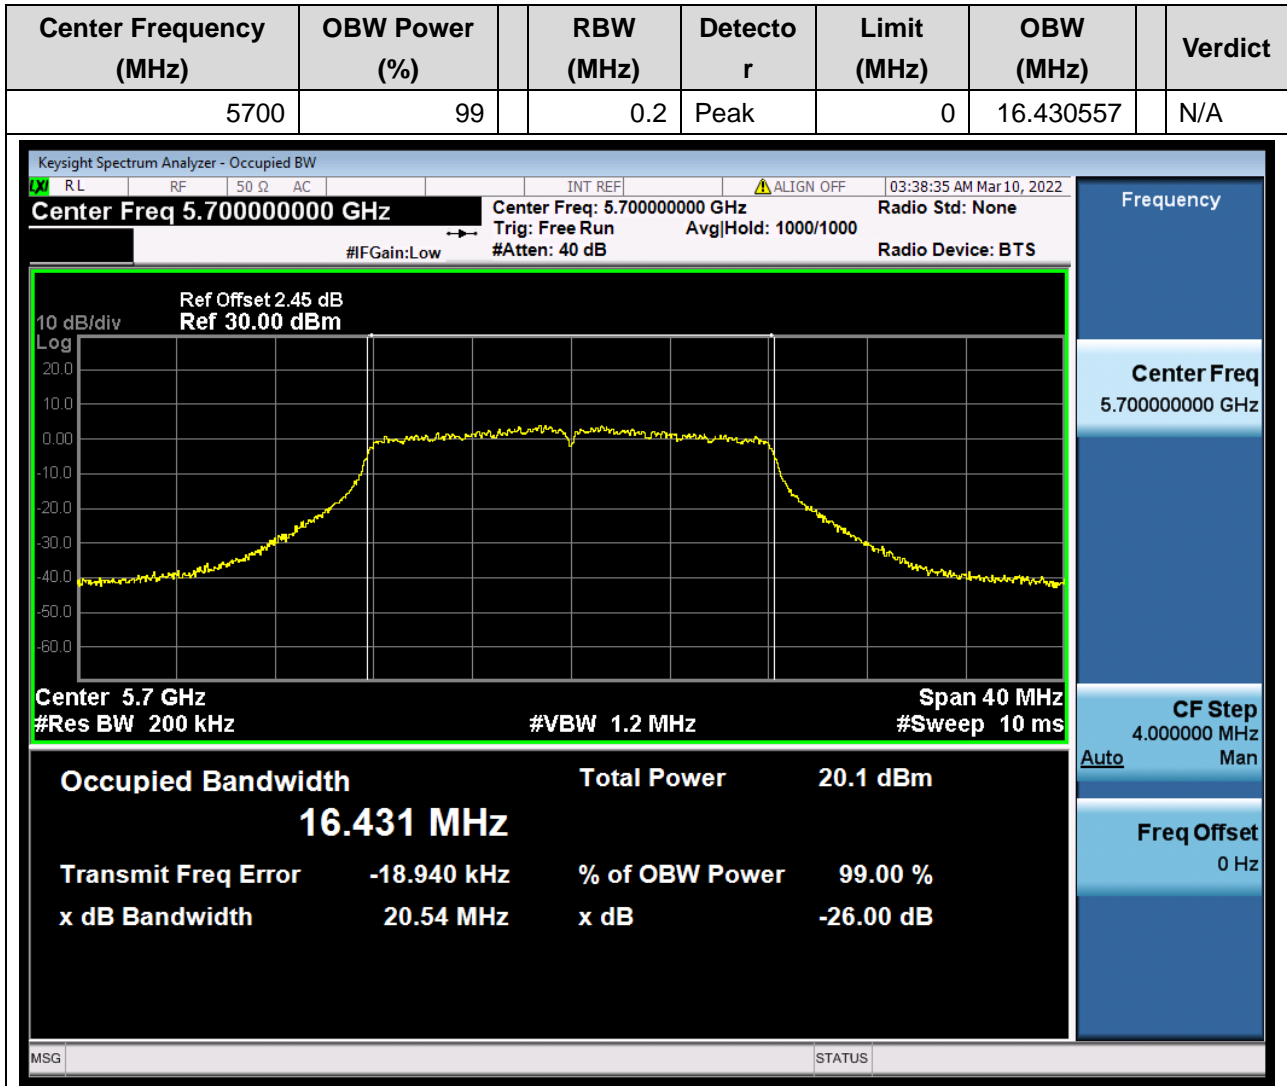 Center Frequency (MHz) OBW Power (%) RBW (MHz) Detector Limit (MHz) OBW (MHz) Verdict
5700 99 0.2 Peak 0 16.430557 N/A
Keysight Spectrum Analyzer - Occupied BW
LXI RL RF 50 Ω AC INT REF ALIGN OFF 03:38:35 AM Mar 10, 2022
Center Freq 5.700000000 GHz
Center Freq: 5.700000000 GHz Radio Std: None
Trig: Free Run Avg|Hold: 1000/1000
#IFGain:Low #Atten: 40 dB Radio Device: BTS
Ref Offset 2.45 dB
10 dB/div Ref 30.00 dBm
Log
20.0
10.0
0.00
-10.0
-20.0
-30.0
-40.0
-50.0
-60.0
Center 5.7 GHz Span 40 MHz
#Res BW 200 kHz #VBW 1.2 MHz #Sweep 10 ms
Occupied Bandwidth Total Power 20.1 dBm
16.431 MHz
Transmit Freq Error -18.940 kHz % of OBW Power 99.00 %
x dB Bandwidth 20.54 MHz x dB -26.00 dB
MSG STATUS
Frequency
Center Freq
5.700000000 GHz
CF Step
4.000000 MHz
Auto Man
Freq Offset
0 Hz